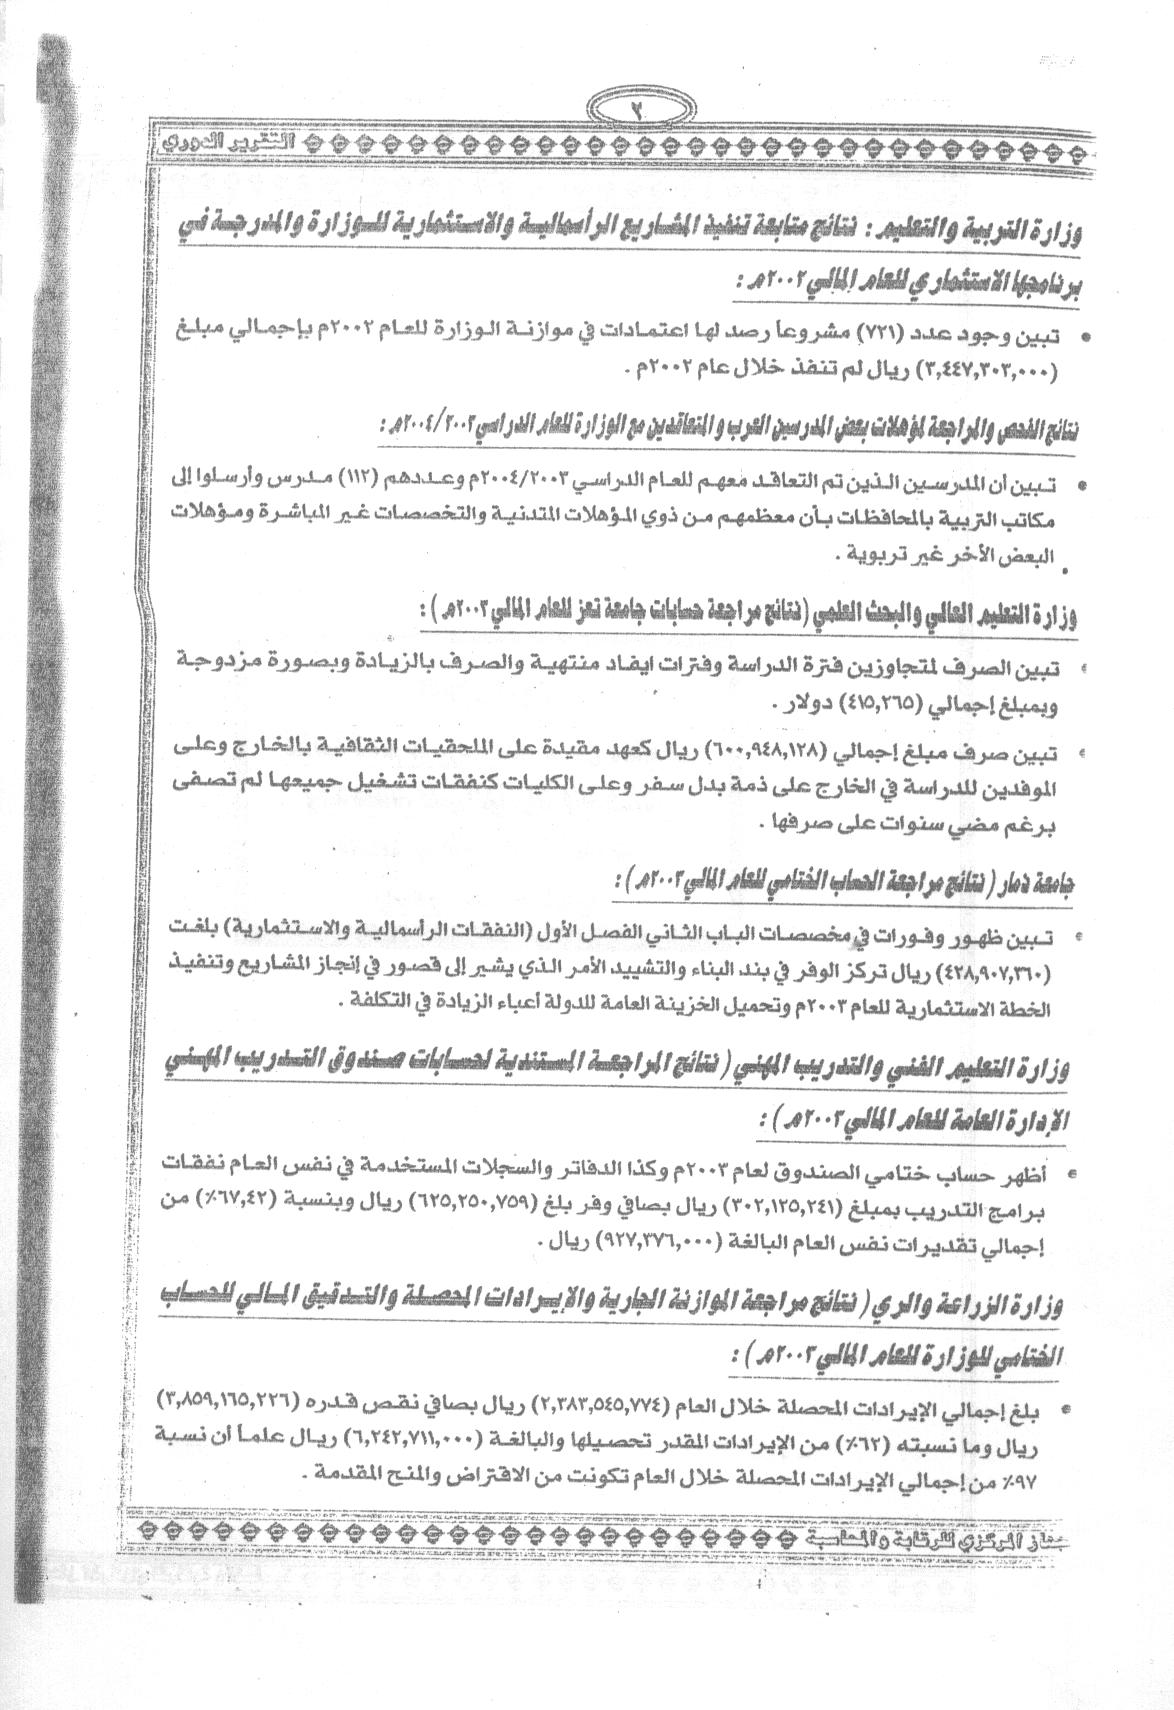 ٢
التقرير الدوري
وزارة التربية والتعليم : نتائج متابعة تنفيذ المشاريع الرأسمالية والاستثمارية للوزارة والمدرجة في
برنامجها الاستثماري للعام المالي ٢٠٠٢م :
• تبين وجود عدد (٧٢١) مشروعاً رصد لها اعتمادات في موازنة الوزارة للعام ٢٠٠٢م بإجمالي مبلغ
(٣,٤٤٧,٣٠٣,٠٠٠) ريال لم تنفذ خلال عام ٢٠٠٢م .
نتائج الفحص والمراجعة لمؤهلات بعض المدرسين العرب والمتعاقدين مع الوزارة للعام الدراسي ٢٠٠٤/٢٠٠٣م :
• تبين أن المدرسين الذين تم التعاقد معهم للعام الدراسي ٢٠٠٤/٢٠٠٣م وعددهم (١١٢) مدرس وأرسلوا إلى
مكاتب التربية بالمحافظات بأن معظمهم من ذوي المؤهلات المتدنية والتخصصات غير المباشرة ومؤهلات
البعض الأخر غير تربوية .
وزارة التعليم العالي والبحث العلمي (نتائج مراجعة حسابات جامعة تعز للعام المالي ٢٠٠٣م ) :
• تبين الصرف لمتجاوزين فترة الدراسة وفترات ايفاد منتهية والصرف بالزيادة وبصورة مزدوجة
وبمبلغ إجمالي (٤١٥,٢٦٥) دولار .
• تبين صرف مبلغ إجمالي (٦٠٠,٩٤٨,١٢٨) ريال كعهد مقيدة على الملحقيات الثقافية بالخارج وعلى
الموفدين للدراسة في الخارج على ذمة بدل سفر وعلى الكليات كنفقات تشغيل جميعها لم تصفى
برغم مضي سنوات على صرفها .
جامعة ذمار ( نتائج مراجعة الحساب الختامي للعام المالي ٢٠٠٣م ) :
• تبين ظهور وفورات في مخصصات الباب الثاني الفصل الأول (النفقات الرأسمالية والاستثمارية) بلغت
(٤٣٨,٩٠٧,٣٦٠) ريال تركز الوفر في بند البناء والتشييد الأمر الذي يشير إلى قصور في إنجاز المشاريع وتنفيذ
الخطة الاستثمارية للعام ٢٠٠٣م وتحميل الخزينة العامة للدولة أعباء الزيادة في التكلفة .
وزارة التعليم الفني والتدريب المهني ( نتائج المراجعة المستندية لحسابات صندوق التدريب المهني
الإدارة العامة للعام المالي ٢٠٠٣م ) :
• أظهر حساب ختامي الصندوق لعام ٢٠٠٣م وكذا الدفاتر والسجلات المستخدمة في نفس العام نفقات
برامج التدريب بمبلغ (٣٠٢,١٢٥,٢٤١) ريال بصافي وفر بلغ (٦٢٥,٢٥٠,٧٥٩) ريال وبنسبة (٦٧,٤٢٪) من
إجمالي تقديرات نفس العام البالغة (٩٢٧,٣٧٦,٠٠٠) ريال .
وزارة الزراعة والري ( نتائج مراجعة الموازنة الجارية والإيرادات المحصلة والتدقيق المالي للحساب
الختامي للوزارة للعام المالي ٢٠٠٣م ) :
• بلغ إجمالي الإيرادات المحصلة خلال العام (٢,٣٨٣,٥٤٥,٧٧٤) ريال بصافي نقص قدره (٣,٨٥٩,١٦٥,٢٢٦)
ريال وما نسبته (٦٢٪) من الإيرادات المقدر تحصيلها والبالغة (٦,٢٤٢,٧١١,٠٠٠) ريال علماً أن نسبة
٩٧٪ من إجمالي الإيرادات المحصلة خلال العام تكونت من الاقتراض والمنح المقدمة .
المركزي للرقابة والمحاسبة